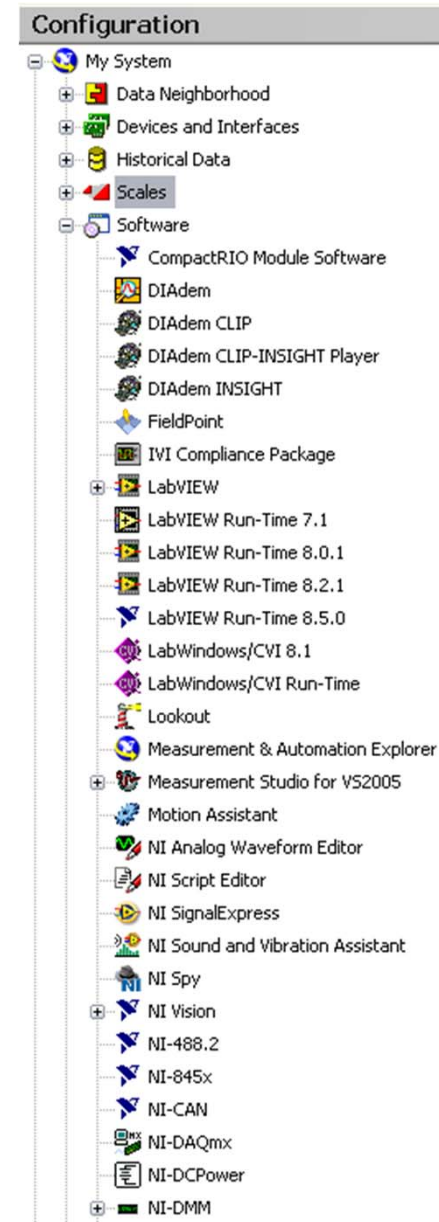 Configuration
My System
Data Neighborhood
Devices and Interfaces
Historical Data
Scales
Software
CompactRIO Module Software
DIAdem
DIAdem CLIP
DIAdem CLIP-INSIGHT Player
DIAdem INSIGHT
FieldPoint
IVI Compliance Package
LabVIEW
LabVIEW Run-Time 7.1
LabVIEW Run-Time 8.0.1
LabVIEW Run-Time 8.2.1
LabVIEW Run-Time 8.5.0
LabWindows/CVI 8.1
LabWindows/CVI Run-Time
Lookout
Measurement & Automation Explorer
Measurement Studio for VS2005
Motion Assistant
NI Analog Waveform Editor
NI Script Editor
NI SignalExpress
NI Sound and Vibration Assistant
NI Spy
NI Vision
NI-488.2
NI-845x
NI-CAN
NI-DAQmx
NI-DCPower
NI-DMM